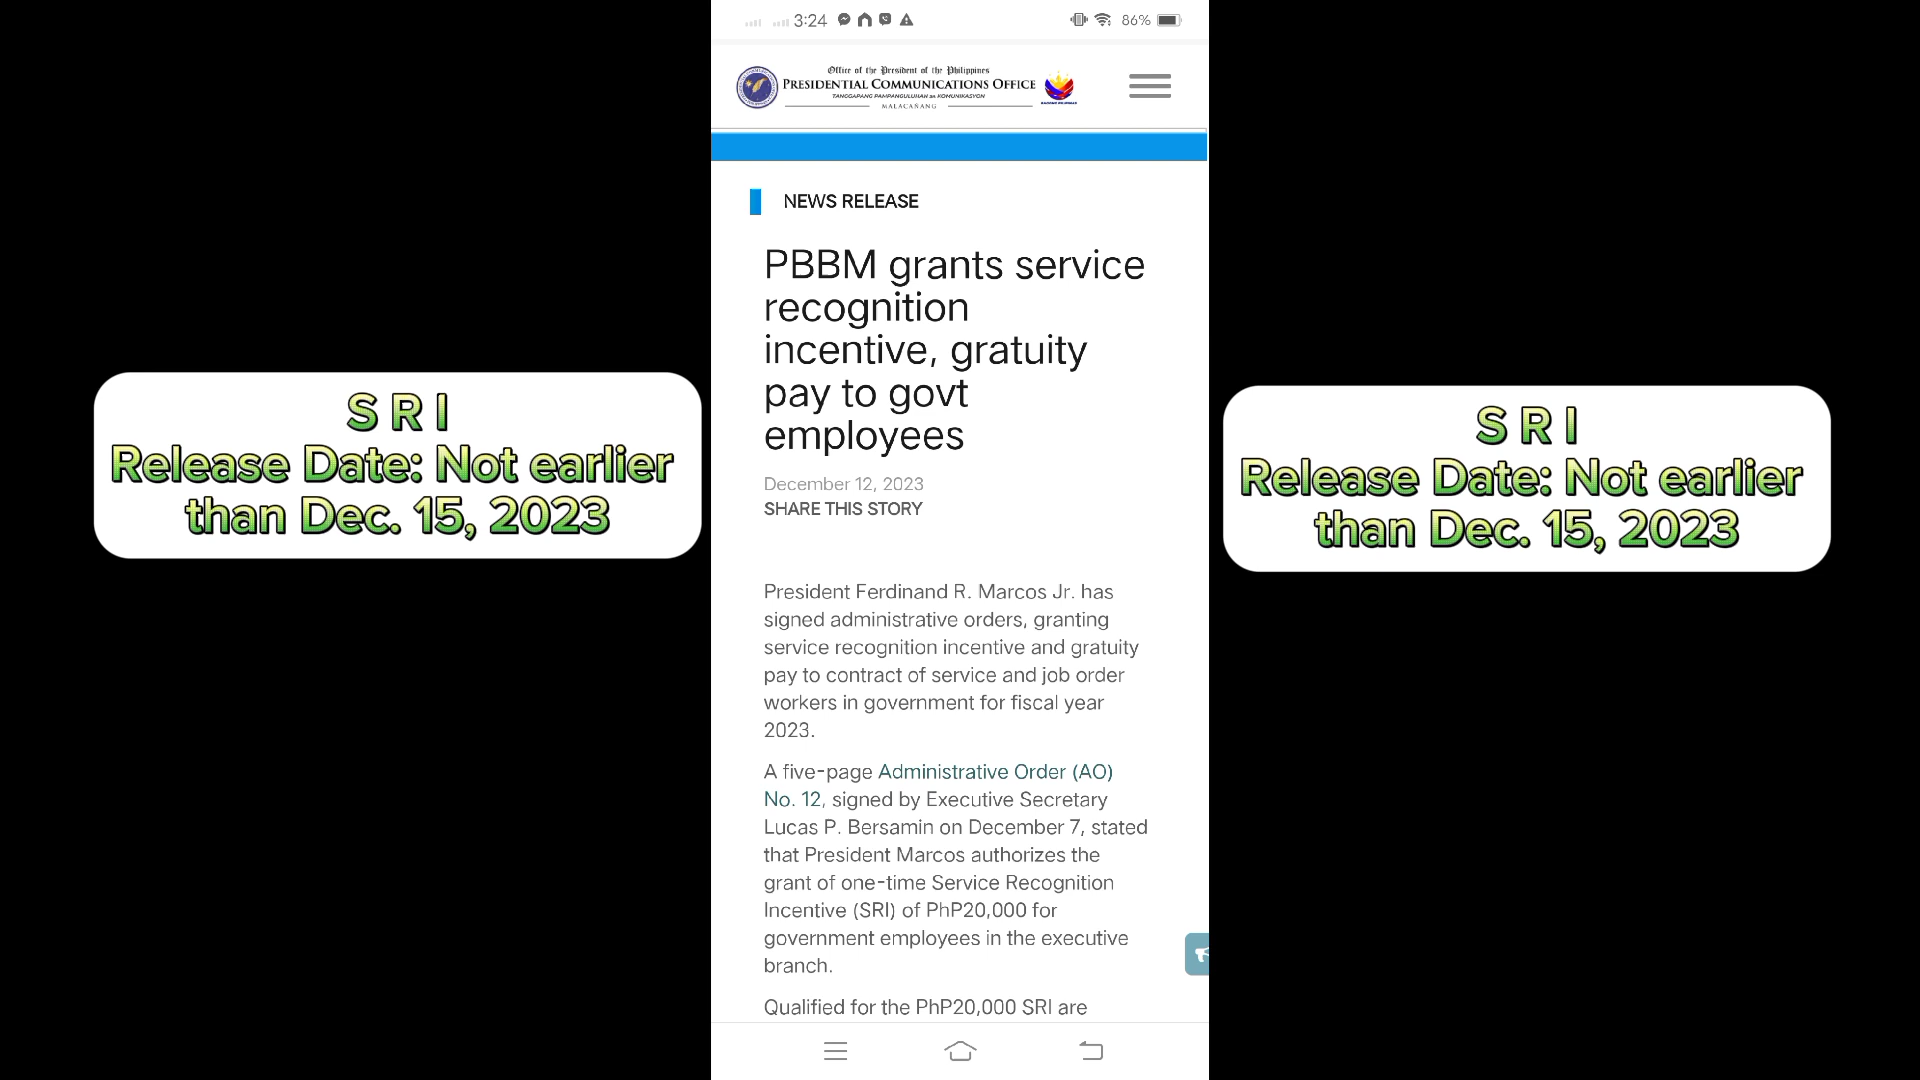 3:24
86%
Office of the President of the Philippines
PRESIDENTIAL COMMUNICATIONS OFFICE
TANGGAPANG PAMPANGULUHAN sa KOMUNIKASYON
MALACAÑANG
NEWS RELEASE
PBBM grants service
recognition
incentive, gratuity
pay to govt
employees
December 12, 2023
SHARE THIS STORY
President Ferdinand R. Marcos Jr. has
signed administrative orders, granting
service recognition incentive and gratuity
pay to contract of service and job order
workers in government for fiscal year
2023.
A five-page Administrative Order (AO)
No. 12, signed by Executive Secretary
Lucas P. Bersamin on December 7, stated
that President Marcos authorizes the
grant of one-time Service Recognition
Incentive (SRI) of PhP20,000 for
government employees in the executive
branch.
Qualified for the PhP20,000 SRI are
S R I
Release Date: Not earlier
than Dec. 15, 2023
S R I
Release Date: Not earlier
than Dec. 15, 2023